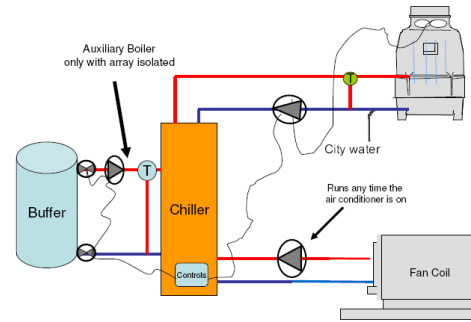 Auxiliary Boiler
only with array isolated
T
City water
T
Runs any time the
air conditioner is on
Buffer
Chiller
Controls
Fan Coil